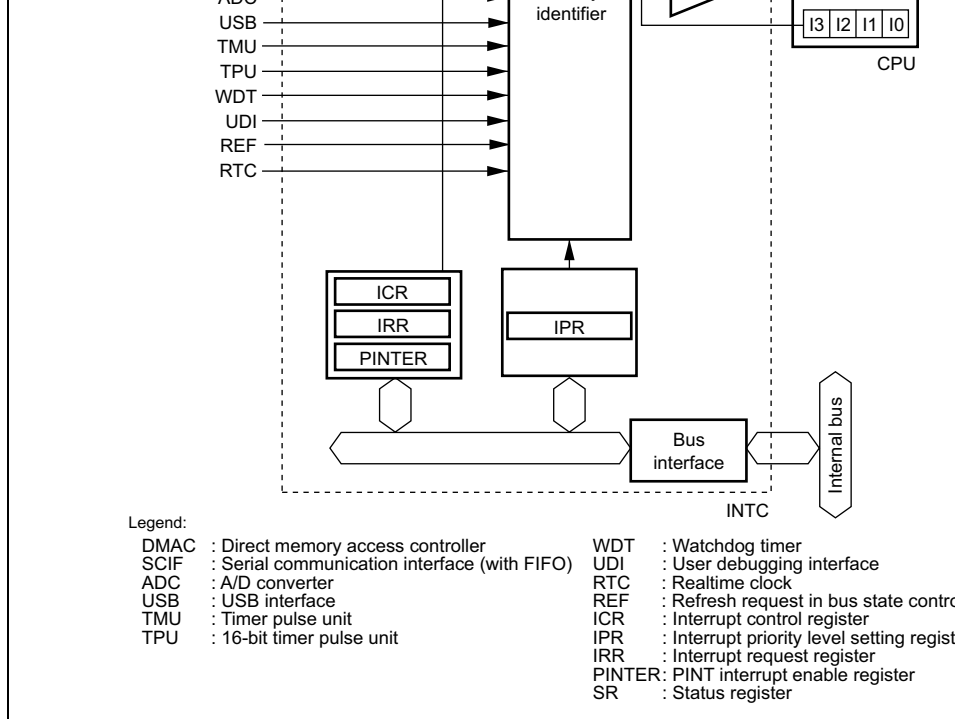 ADC
identifier
USB
TMU
TPU
WDT
UDI
REF
RTC
I3 I2 I1 I0
CPU
ICR
IRR
PINTER
IPR
Bus
interface
Internal bus
INTC
Legend:
DMAC : Direct memory access controller
SCIF : Serial communication interface (with FIFO)
ADC : A/D converter
USB : USB interface
TMU : Timer pulse unit
TPU : 16-bit timer pulse unit
WDT : Watchdog timer
UDI : User debugging interface
RTC : Realtime clock
REF : Refresh request in bus state contro
ICR : Interrupt control register
IPR : Interrupt priority level setting regist
IRR : Interrupt request register
PINTER: PINT interrupt enable register
SR : Status register